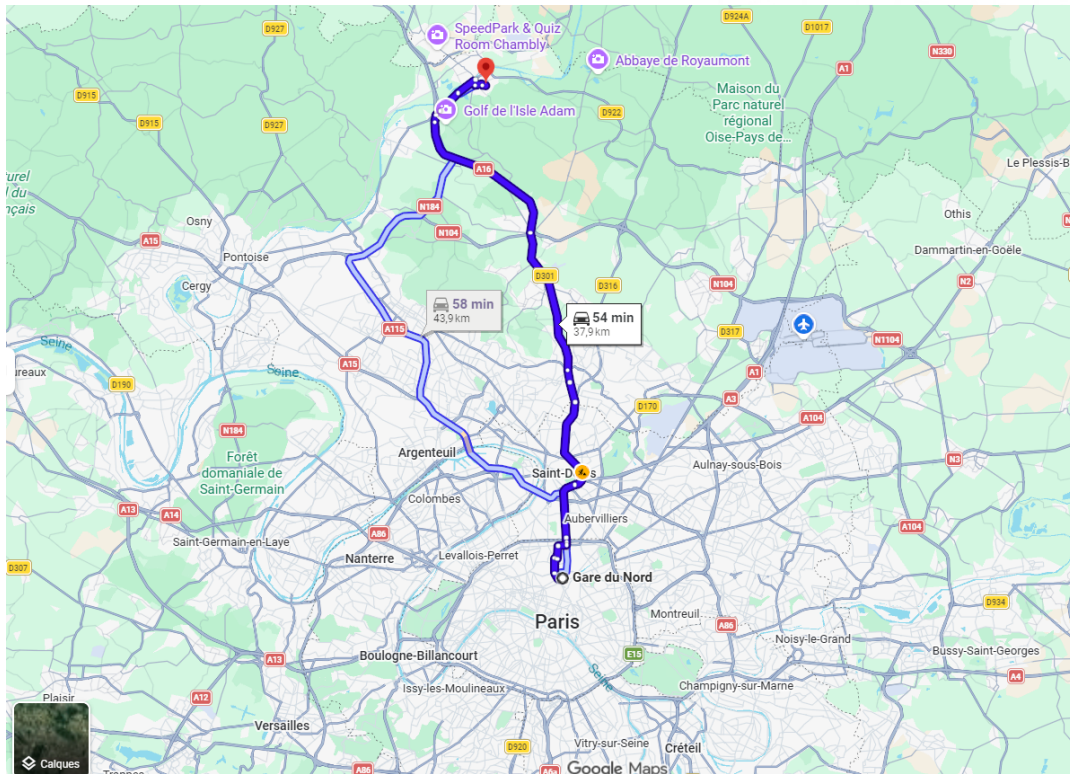 D927
SpeedPark & Quiz
Room Chambly
D924A
D1017
N330
A1
Abbaye de Royaumont
D915
D915
D927
Golf de l'Isle Adam
D922
Maison du
Parc naturel
régional
Oise-Pays de...
Le Plessis-B
A16
turel
l du
nçais
Osny
N184
N104
Othis
A15
Pontoise
Dammartin-en-Goële
Cergy
D301
D316
N104
N2
58 min
43,9 km
54 min
37,9 km
A115
D317
N1104
Seine
A15
Seine
A1
ureaux
D190
A3
D170
A104
N184
Argenteuil
Forêt
domaniale de
Saint-Germain
Saint-D
s
Aulnay-sous-Bois
N3
Colombes
A13
A14
Aubervilliers
A104
A86
Saint-Germain-en-Laye
Nanterre
Levallois-Perret
D307
Gare du Nord
D934
Paris
Montreuil
A86
Noisy-le-Grand
Bussy-Saint-Georges
Boulogne-Billancourt
A13
E15
A4
Issy-les-Moulineaux
Seine
Champigny-sur-Marne
Plaisir
A12
Versailles
D920
Vitry-sur-Seine
Créteil
Calques
A86
Google Maps